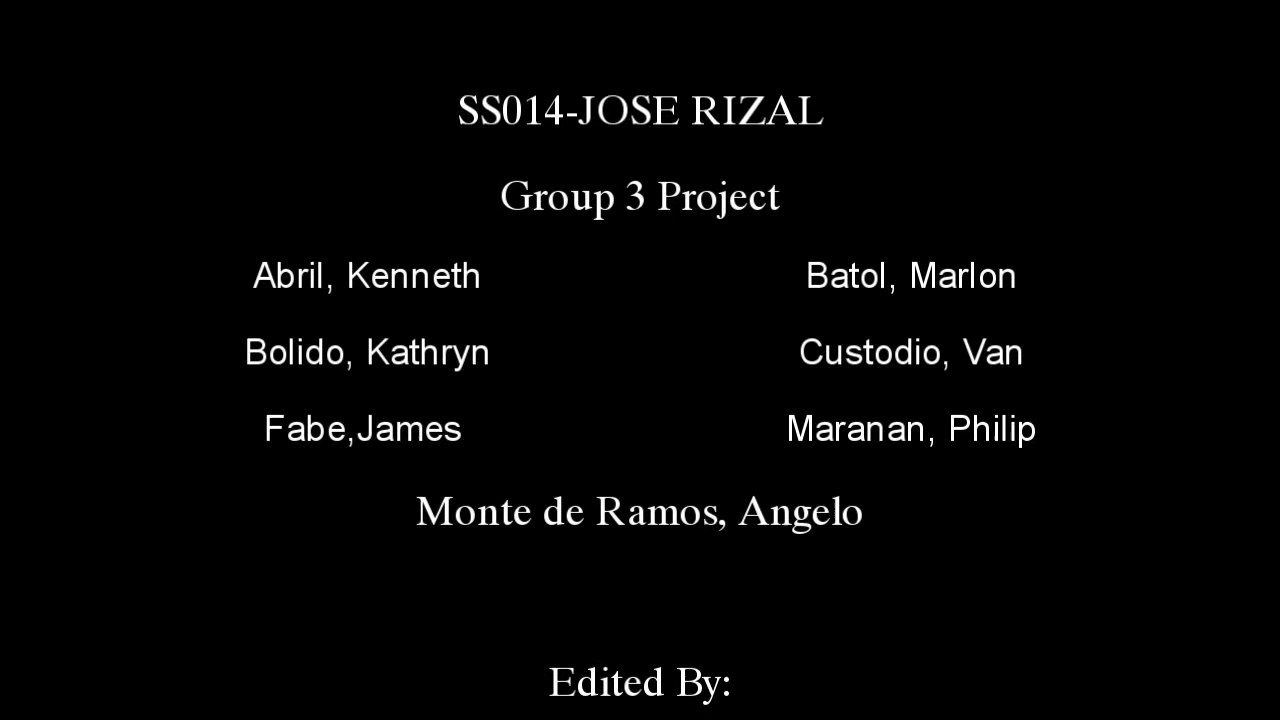 SS014-JOSE RIZAL
Group 3 Project
Abril, Kenneth Batol, Marlon
Bolido, Kathryn Custodio, Van
Fabe,James Maranan, Philip
Monte de Ramos, Angelo
Edited By: